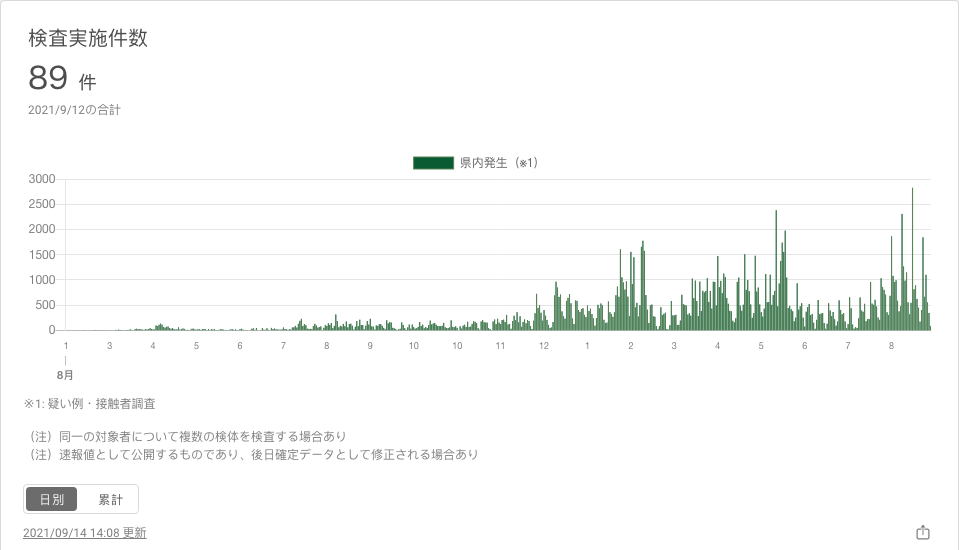 検査実施件数
89 件
2021/9/12の合計
県内発生（※1）
3000
2500
2000
1500
1000
500
0
1 3 4 5 6 7 8 9 10 10 11 12 1 2 3 4 5 6 7 8
8月
※1: 疑い例・接触者調査
（注）同一の対象者について複数の検体を検査する場合あり
（注）速報値として公開するものであり、後日確定データとして修正される場合あり
日別 累計
2021/09/14 14:08 更新